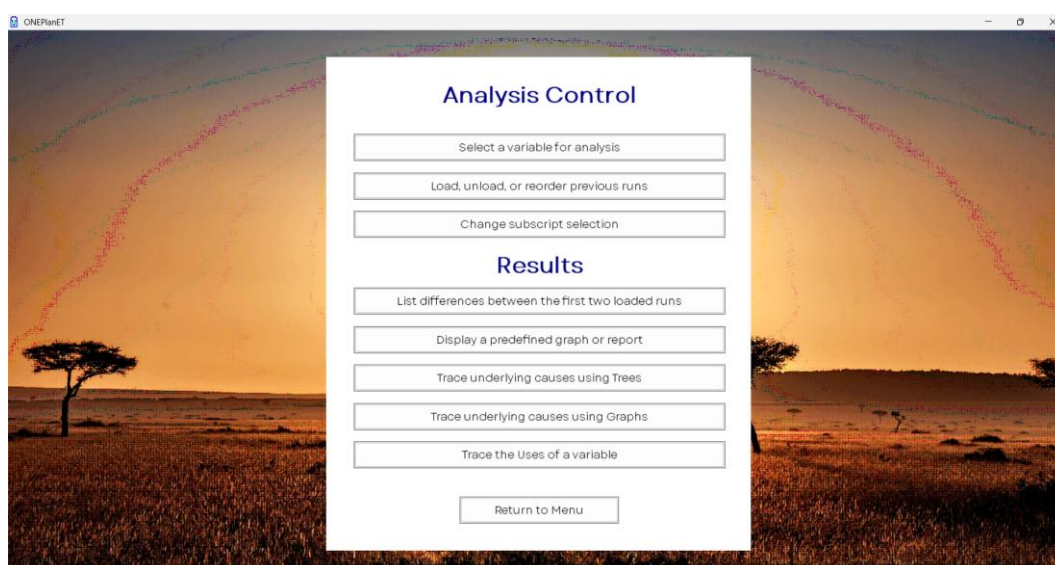 ONEPlanET
Analysis Control
Select a variable for analysis
Load, unload, or reorder previous runs
Change subscript selection
Results
List differences between the first two loaded runs
Display a predefined graph or report
Trace underlying causes using Trees
Trace underlying causes using Graphs
Trace the Uses of a variable
Return to Menu